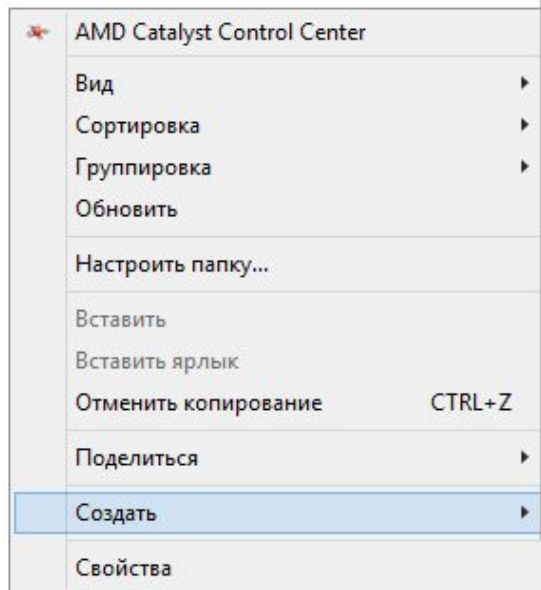 AMD Catalyst Control Center
Вид
Сортировка
Группировка
Обновить
Настроить папку...
Вставить
Вставить ярлык
Отменить копирование CTRL+Z
Поделиться
Создать
Свойства